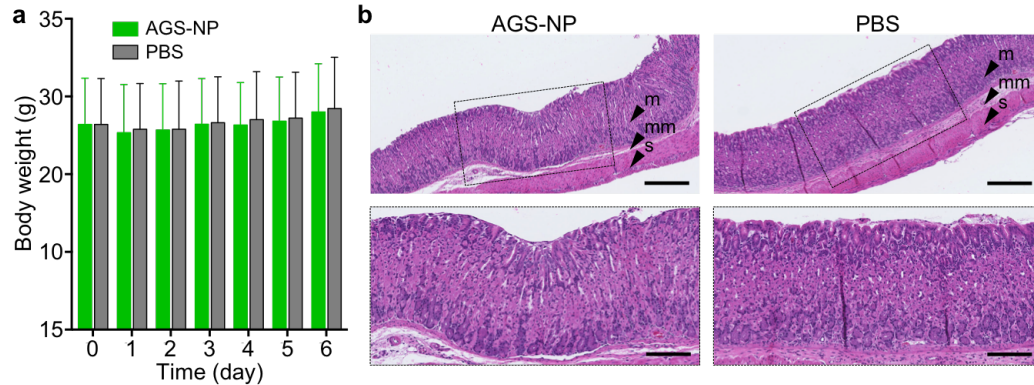 a
AGS-NP
PBS
Body weight (g)
35
30
20
10
15
0 1 2 3 4 5 6
Time (day)
b
AGS-NP
PBS
m
mm
s
m
mm
s